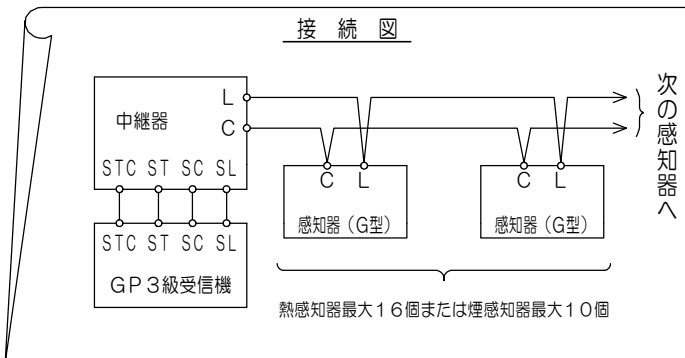 接続図
中継器
L
C
STC ST SC SL
STC ST SC SL
GP3級受信機
C L
感知器(G型)
C L
感知器(G型)
次の感知器へ
熱感知器最大16個または煙感知器最大10個